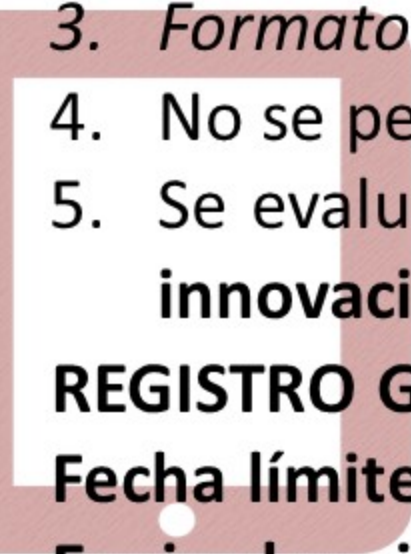 3. Formato
4. No se pe
5. Se evalu
innovaci
REGISTRO G
Fecha límite